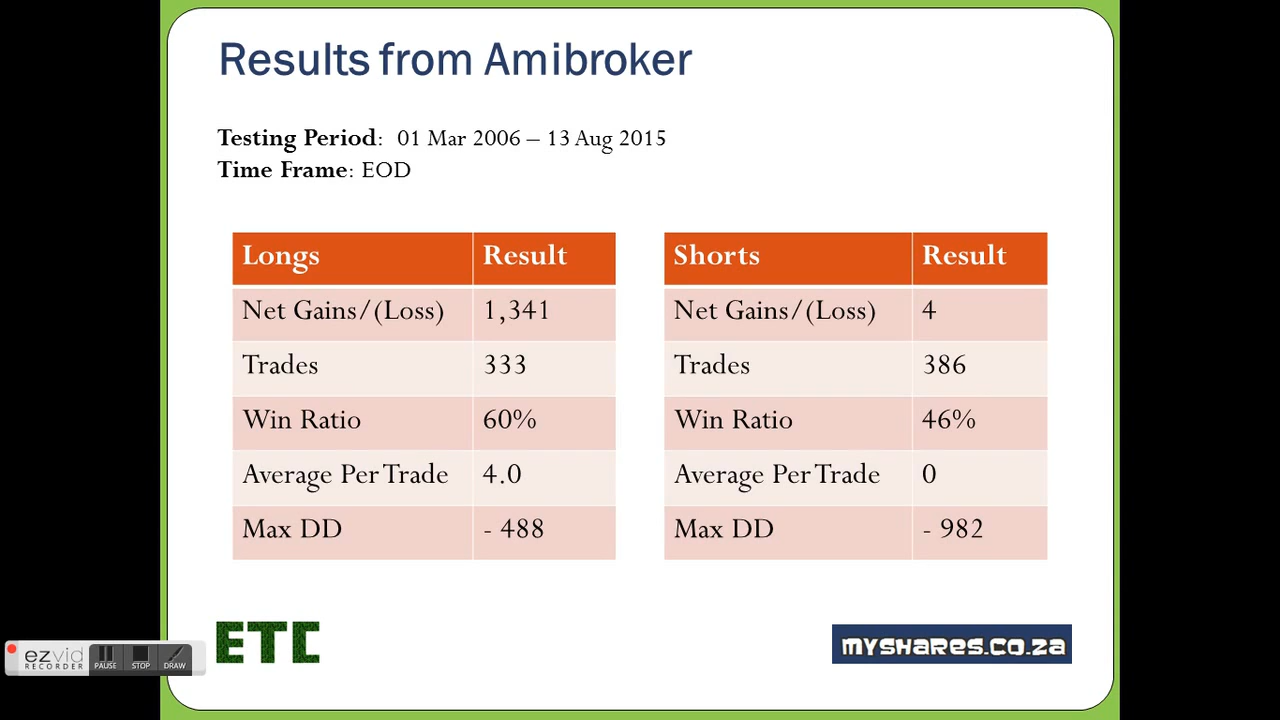 Results from Amibroker
Testing Period:  01 Mar 2006 – 13 Aug 2015
Time Frame: EOD
Longs Result
Net Gains/(Loss) 1,341
Trades 333
Win Ratio 60%
Average Per Trade 4.0
Max DD - 488
Shorts Result
Net Gains/(Loss) 4
Trades 386
Win Ratio 46%
Average Per Trade 0
Max DD - 982
ETC
MYSHARES.CO.ZA
ezvid
RECORDER
PAUSE STOP DRAW